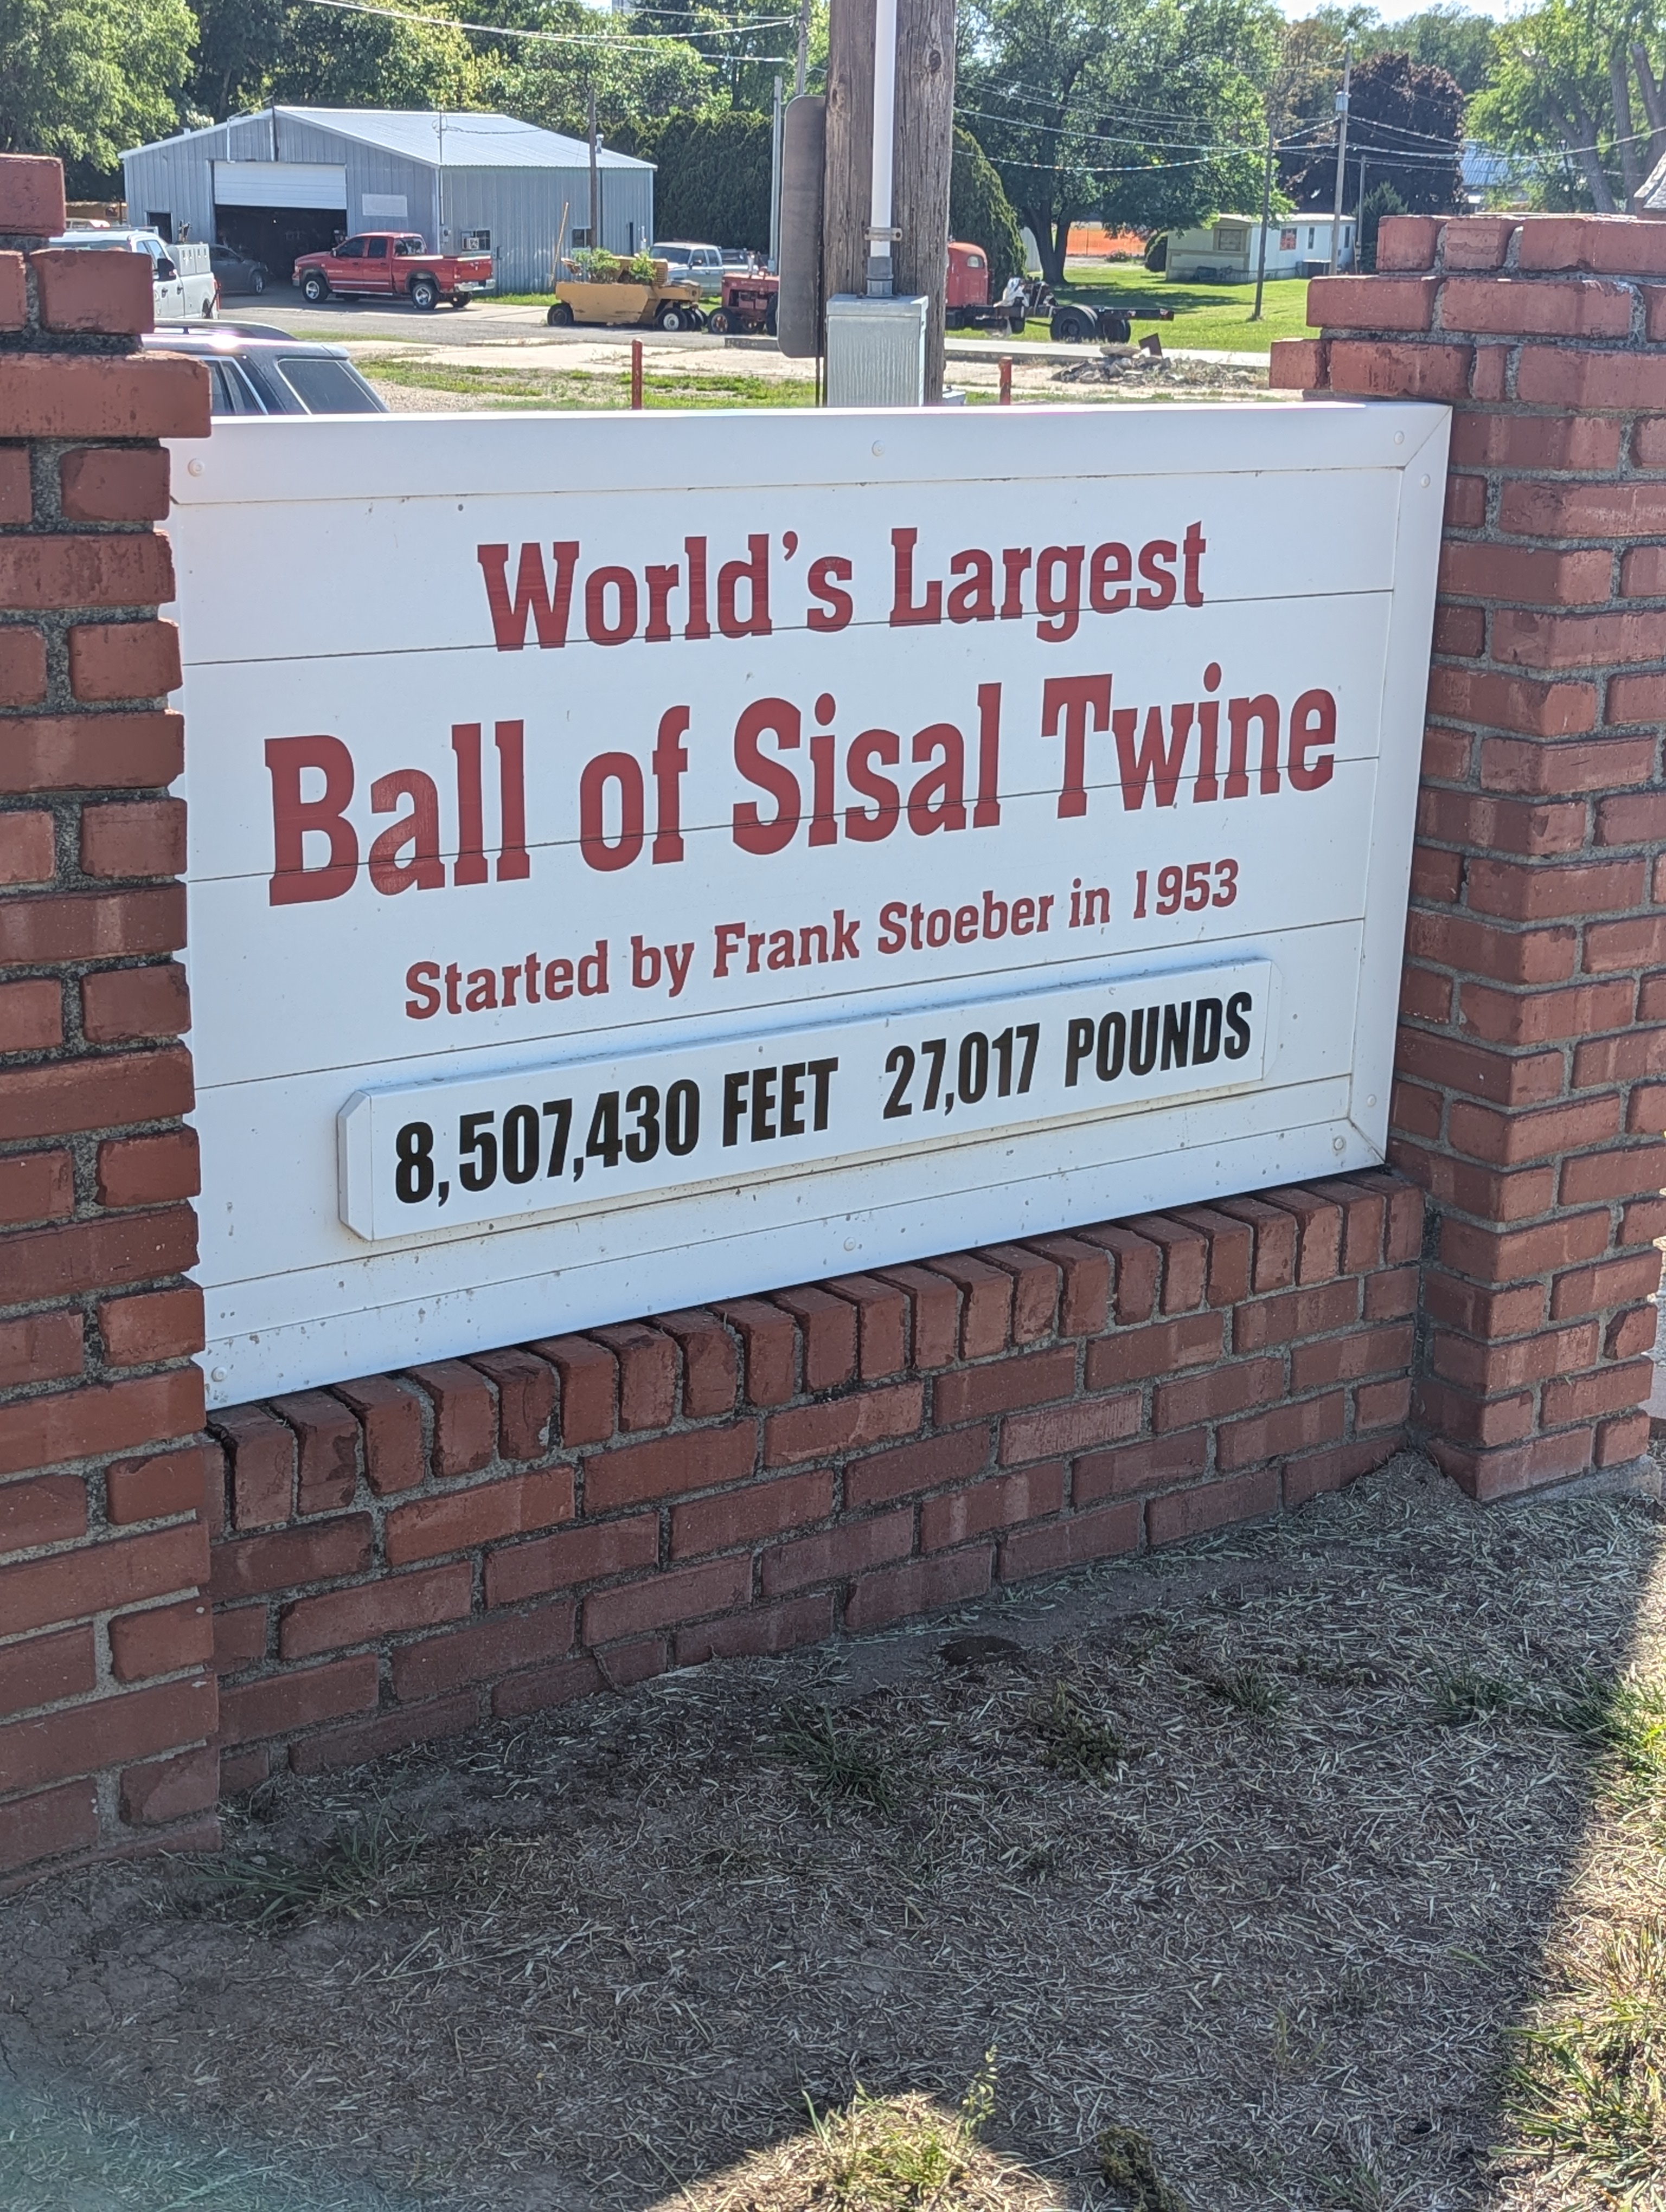 World's Largest
Ball of Sisal Twine
Started by Frank Stoeber in 1953
8,507,430 FEET 27,017 POUNDS